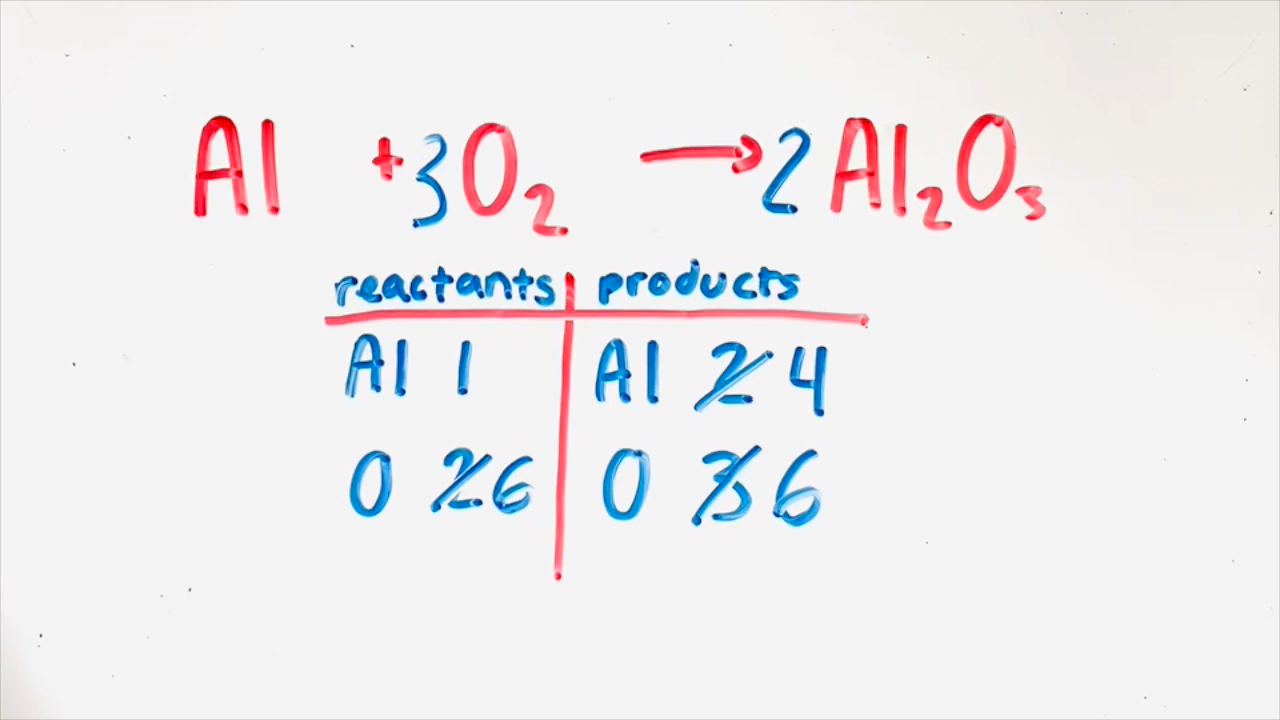 Al + 3O₂ → 2Al₂O₃
reactants products
Al 1 Al 2 4
O 2 6 O 3 6